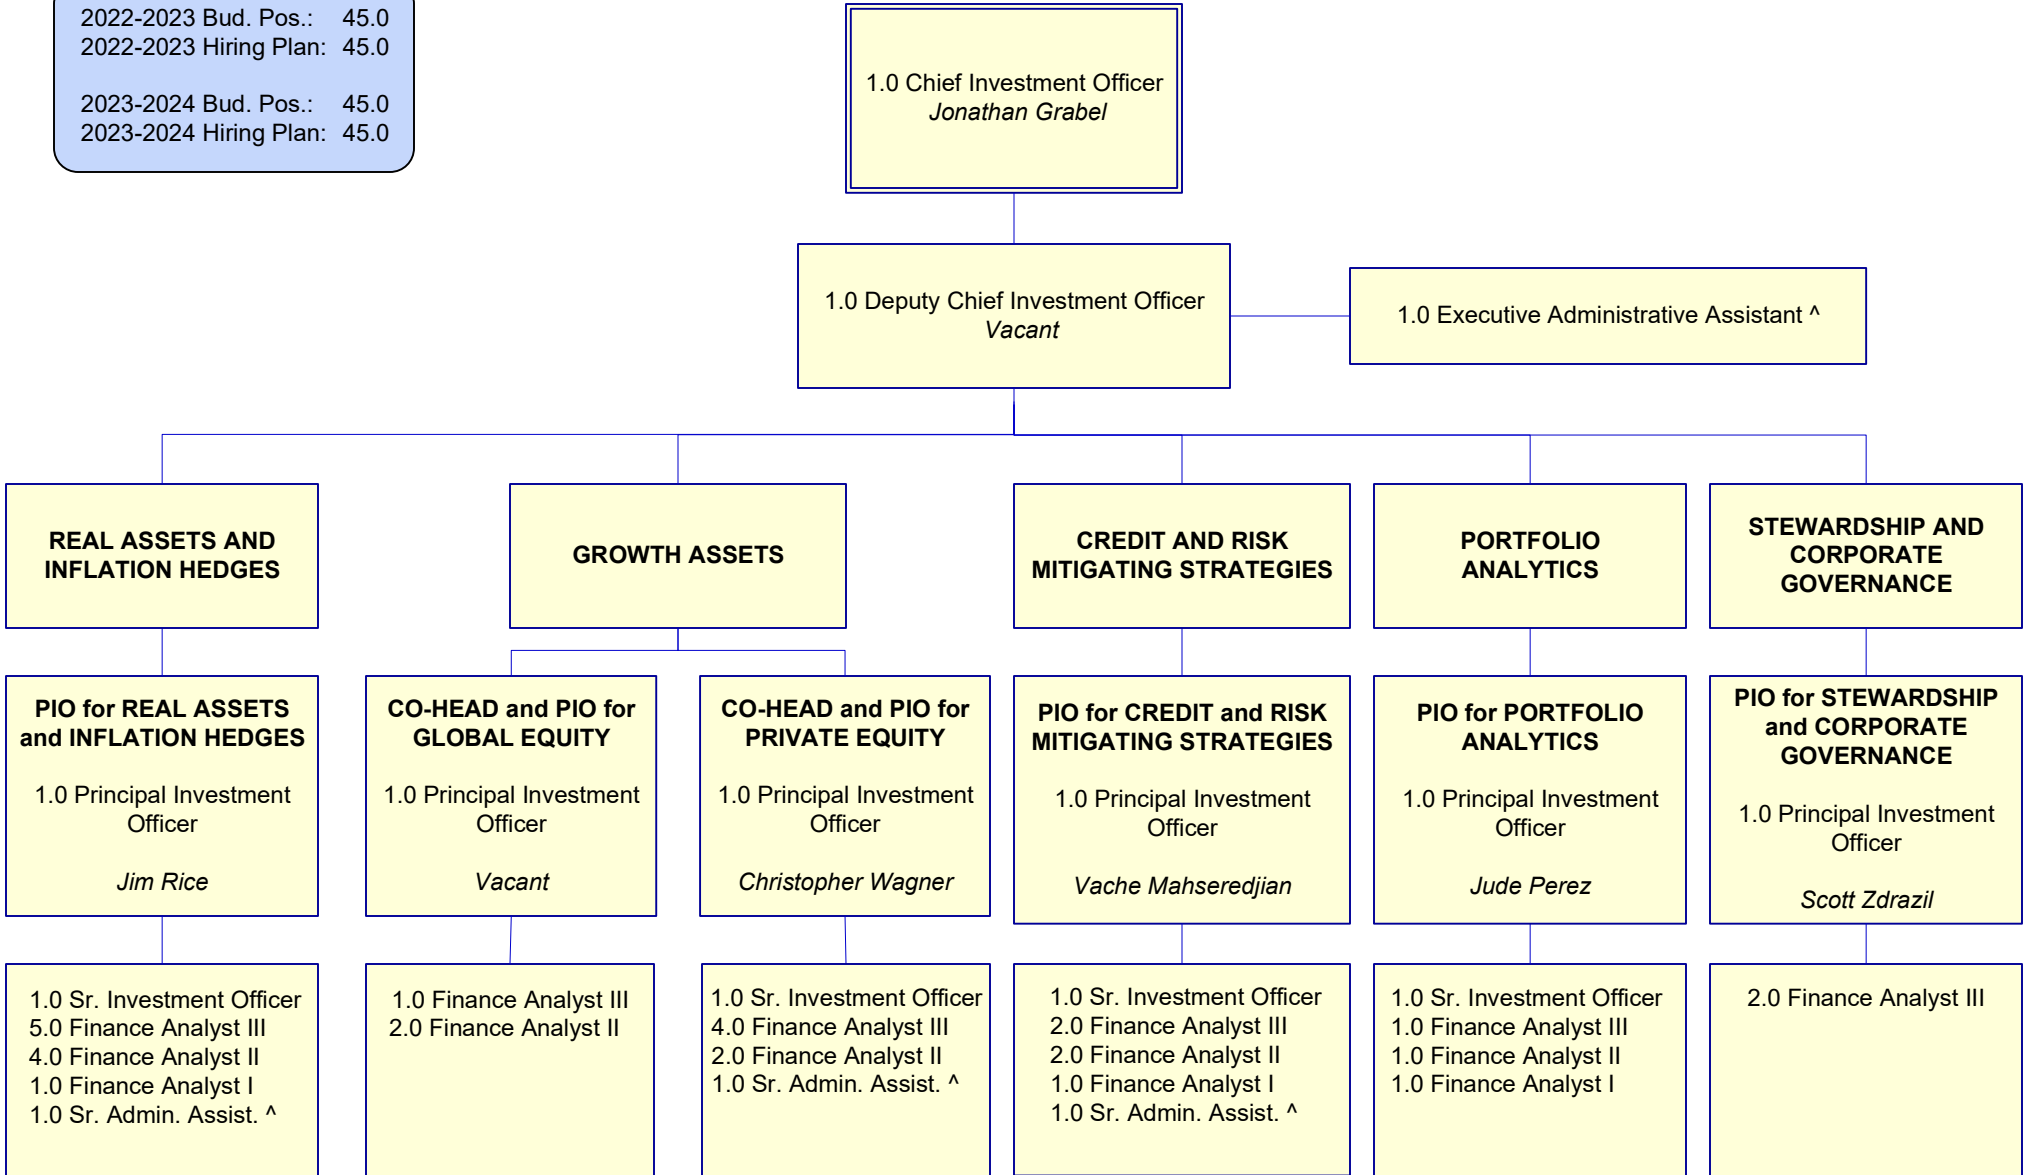 2022-2023 Bud. Pos.: 45.0
2022-2023 Hiring Plan: 45.0
2023-2024 Bud. Pos.: 45.0
2023-2024 Hiring Plan: 45.0
1.0 Chief Investment Officer
Jonathan Grabel
1.0 Deputy Chief Investment Officer
Vacant
1.0 Executive Administrative Assistant ^
REAL ASSETS AND
INFLATION HEDGES
GROWTH ASSETS
CREDIT AND RISK
MITIGATING STRATEGIES
PORTFOLIO
ANALYTICS
STEWARDSHIP AND
CORPORATE
GOVERNANCE
PIO for REAL ASSETS
and INFLATION HEDGES
1.0 Principal Investment
Officer
Jim Rice
CO-HEAD and PIO for
GLOBAL EQUITY
1.0 Principal Investment
Officer
Vacant
CO-HEAD and PIO for
PRIVATE EQUITY
1.0 Principal Investment
Officer
Christopher Wagner
PIO for CREDIT and RISK
MITIGATING STRATEGIES
1.0 Principal Investment
Officer
Vache Mahseredjian
PIO for PORTFOLIO
ANALYTICS
1.0 Principal Investment
Officer
Jude Perez
PIO for STEWARDSHIP
and CORPORATE
GOVERNANCE
1.0 Principal Investment
Officer
Scott Zdrazil
1.0 Sr. Investment Officer
5.0 Finance Analyst III
4.0 Finance Analyst II
1.0 Finance Analyst I
1.0 Sr. Admin. Assist. ^
1.0 Finance Analyst III
2.0 Finance Analyst II
1.0 Sr. Investment Officer
4.0 Finance Analyst III
2.0 Finance Analyst II
1.0 Sr. Admin. Assist. ^
1.0 Sr. Investment Officer
2.0 Finance Analyst III
2.0 Finance Analyst II
1.0 Finance Analyst I
1.0 Sr. Admin. Assist. ^
1.0 Sr. Investment Officer
1.0 Finance Analyst III
1.0 Finance Analyst II
1.0 Finance Analyst I
2.0 Finance Analyst III